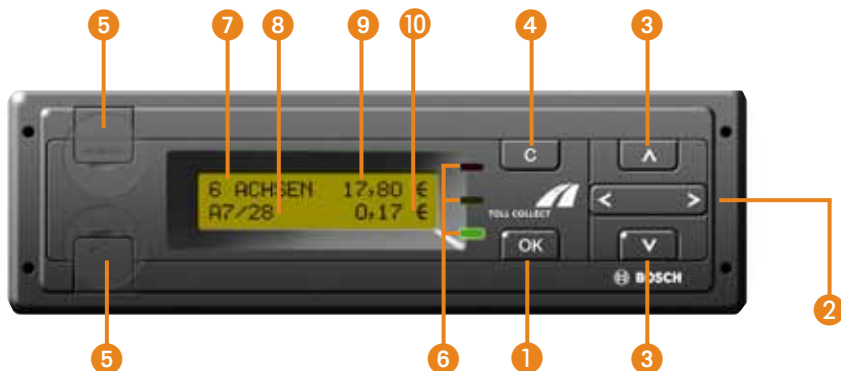 5 7 8 9 10 4 3
C ∧
6 ACHSEN 17,80 €
A7/28 0,17 €
< >
TOLL COLLECT
OK ∨
BOSCH
2
5 6 1 3